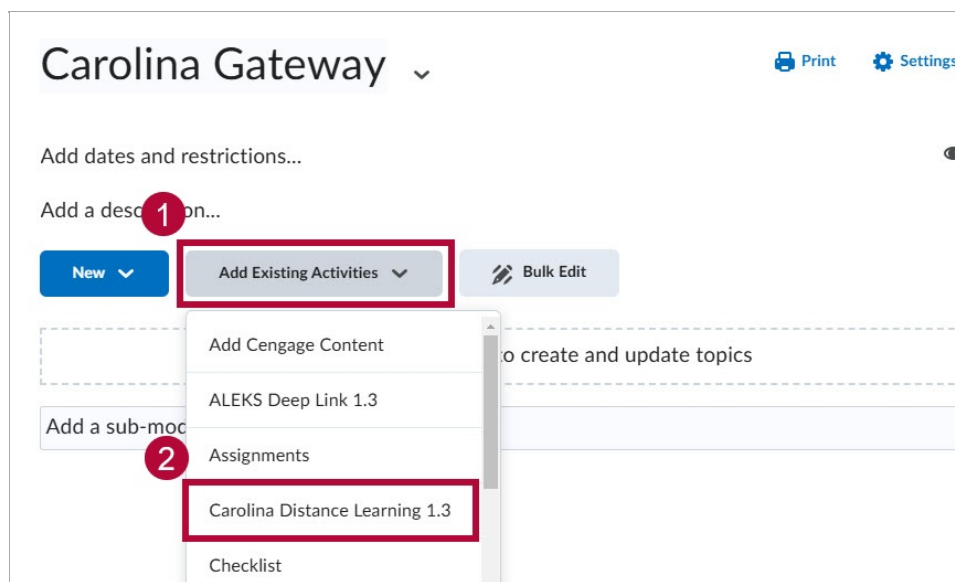 Carolina Gateway
Print
Settings
Add dates and restrictions...
Add a desc on...
1
New
Add Existing Activities
Bulk Edit
Add Cengage Content
to create and update topics
ALEKS Deep Link 1.3
Add a sub-mod
Assignments
2
Carolina Distance Learning 1.3
Checklist